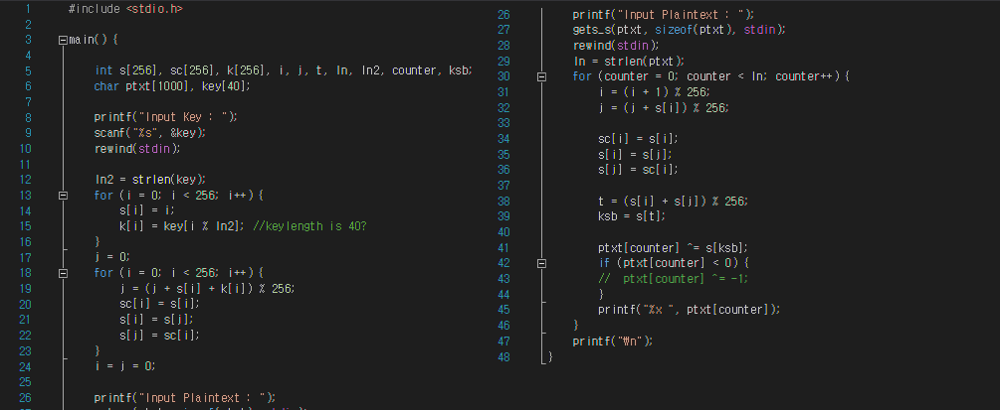 1 #include <stdio.h>
2
3 main() {
4
5 int s[256], sc[256], k[256], i, j, t, ln, ln2, counter, ksb;
6 char ptxt[1000], key[40];
7
8 printf("Input Key : ");
9 scanf("%s", &key);
10 rewind(stdin);
11
12 ln2 = strlen(key);
13 for (i = 0; i < 256; i++) {
14 s[i] = i;
15 k[i] = key[i % ln2]; //keylength is 40?
16 }
17 j = 0;
18 for (i = 0; i < 256; i++) {
19 j = (j + s[i] + k[i]) % 256;
20 sc[i] = s[i];
21 s[i] = s[j];
22 s[j] = sc[i];
23 }
24 i = j = 0;
25
26 printf("Input Plaintext : ");
26 printf("Input Plaintext : ");
27 gets_s(ptxt, sizeof(ptxt), stdin);
28 rewind(stdin);
29 ln = strlen(ptxt);
30 for (counter = 0; counter < ln; counter++) {
31 i = (i + 1) % 256;
32 j = (j + s[i]) % 256;
33
34 sc[i] = s[i];
35 s[i] = s[j];
36 s[j] = sc[i];
37
38 t = (s[i] + s[j]) % 256;
39 ksb = s[t];
40
41 ptxt[counter] ^= s[ksb];
42 if (ptxt[counter] < 0) {
43 // ptxt[counter] ^= -1;
44 }
45 printf("%x ", ptxt[counter]);
46 }
47 printf("₩n");
48 }